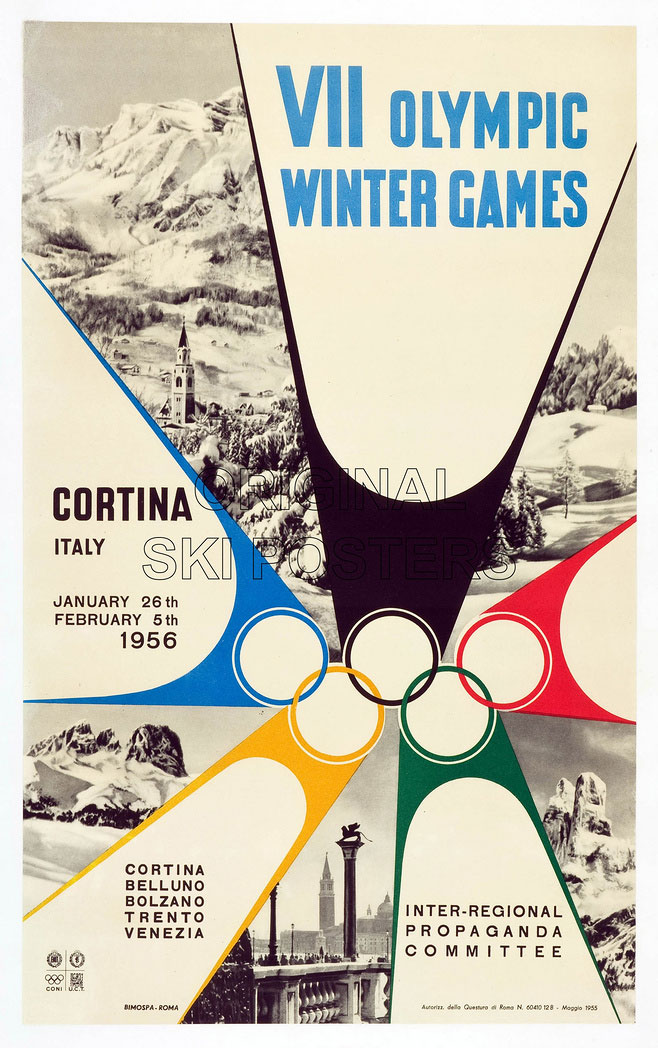 VII OLYMPIC
WINTER GAMES
ORIGINAL
SKI POSTERS
CORTINA
ITALY
JANUARY 26th
FEBRUARY 5th
1956
CORTINA
BELLUNO
BOLZANO
TRENTO
VENEZIA
INTER-REGIONAL
PROPAGANDA
COMMITTEE
CONI U.C.T.
BIMOSPA-ROMA
Autorizz. della Questura di Roma N. 60410 12B - Maggio 1955